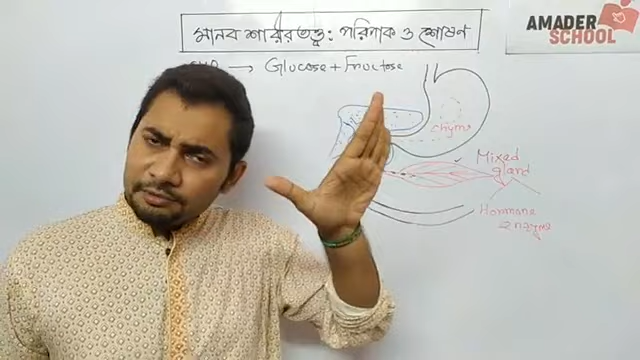 মানব শারীরতত্ত্ব: পরিপাক ও শোষণ
AMADER
SCHOOL
→ Glucose + Fructose
chyme
Mixed
gland
Hormone
enzyme